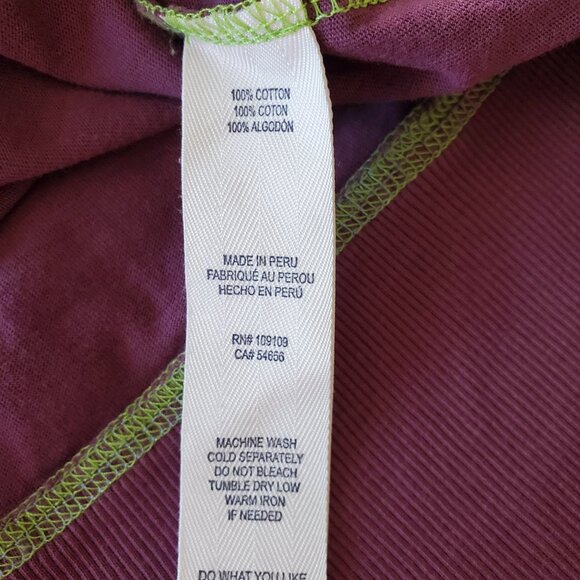 100% COTTON
100% COTON
100% ALGODÓN
MADE IN PERU
FABRIQUÉ AU PEROU
HECHO EN PERÚ
RN# 109109
CA# 54656
MACHINE WASH
COLD SEPARATELY
DO NOT BLEACH
TUMBLE DRY LOW
WARM IRON
IF NEEDED
DO WHAT YOU LIKE